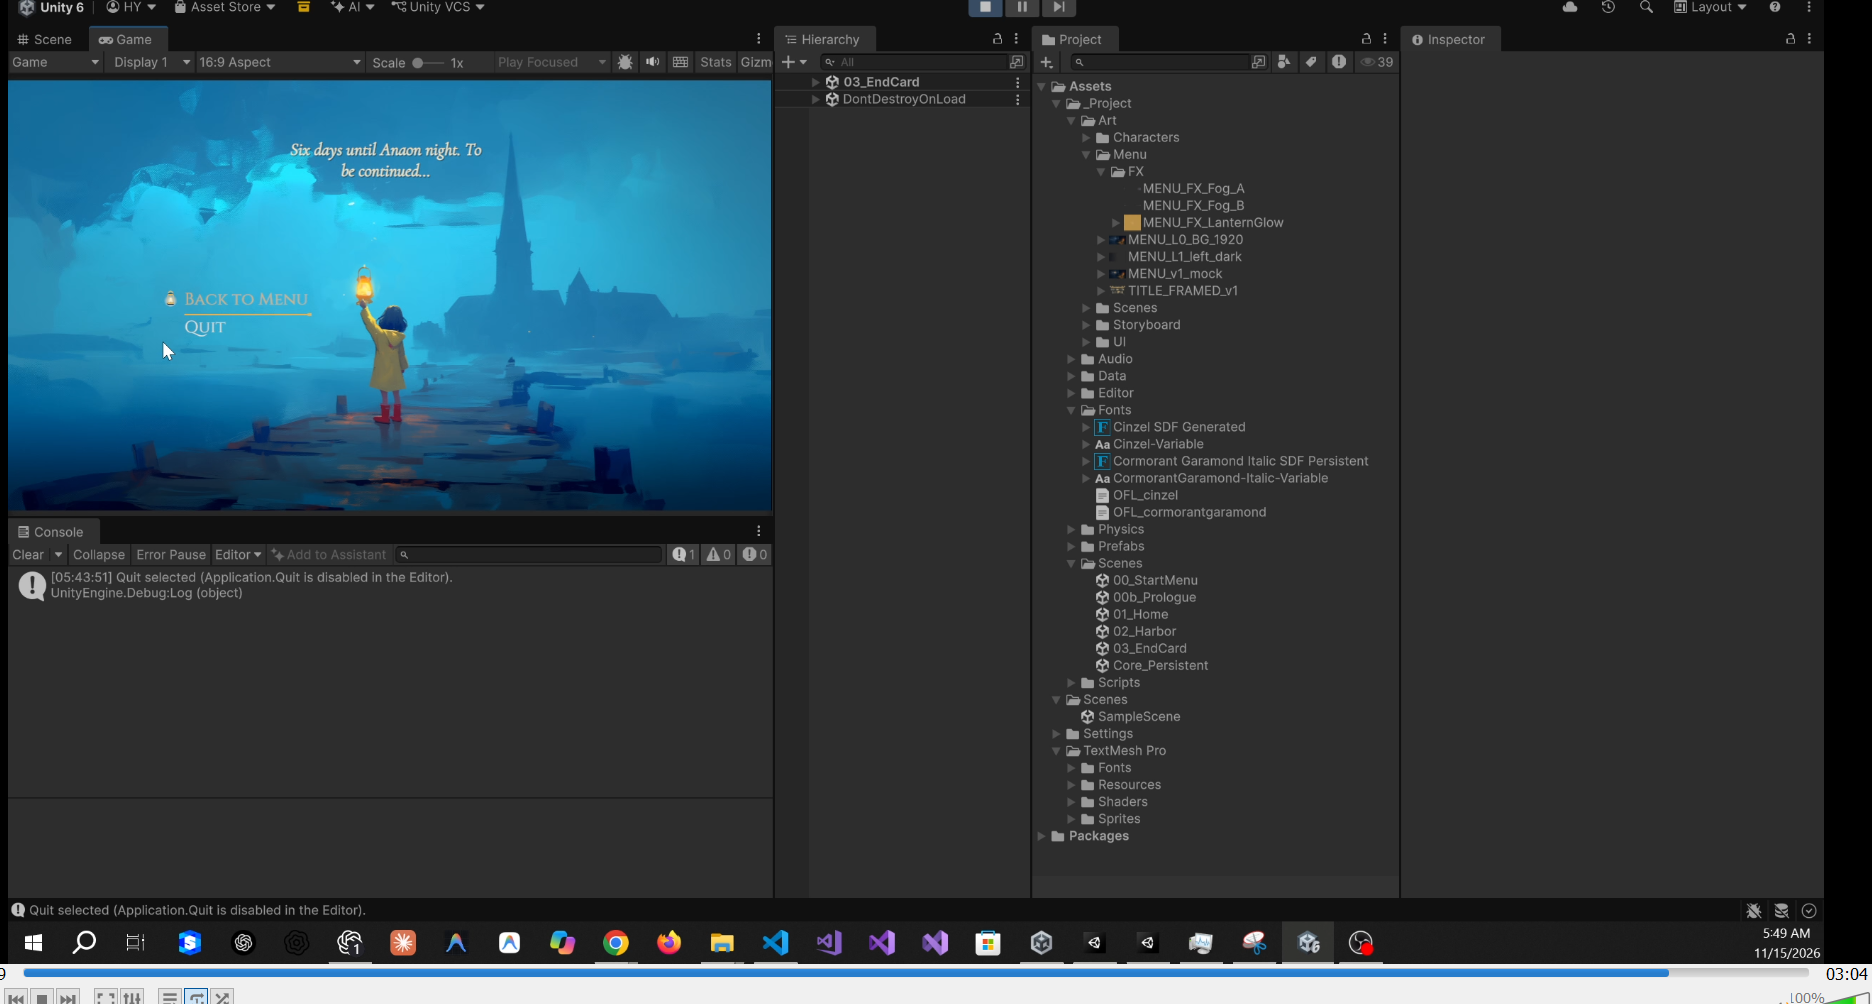 Unity 6 HY Asset Store AI Unity VCS Layout
Scene Game
Game Display 1 16:9 Aspect Scale 1x Play Focused Stats Gizm
Six days until Anaon night. To
be continued...
Back to Menu
Quit
Console
Clear Collapse Error Pause Editor Add to Assistant 1 0 0
[05:43:51] Quit selected (Application.Quit is disabled in the Editor).
UnityEngine.Debug:Log (object)
Hierarchy
All
03_EndCard
DontDestroyOnLoad
Project
39
Assets
_Project
Art
Characters
Menu
FX
MENU_FX_Fog_A
MENU_FX_Fog_B
MENU_FX_LanternGlow
MENU_L0_BG_1920
MENU_L1_left_dark
MENU_v1_mock
TITLE_FRAMED_v1
Scenes
Storyboard
UI
Audio
Data
Editor
Fonts
Cinzel SDF Generated
Cinzel-Variable
Cormorant Garamond Italic SDF Persistent
CormorantGaramond-Italic-Variable
OFL_cinzel
OFL_cormorantgaramond
Physics
Prefabs
Scenes
00_StartMenu
00b_Prologue
01_Home
02_Harbor
03_EndCard
Core_Persistent
Scripts
Scenes
SampleScene
Settings
TextMesh Pro
Fonts
Resources
Shaders
Sprites
Packages
Inspector
Quit selected (Application.Quit is disabled in the Editor).
5:49 AM
11/15/2026
9 03:04
100%